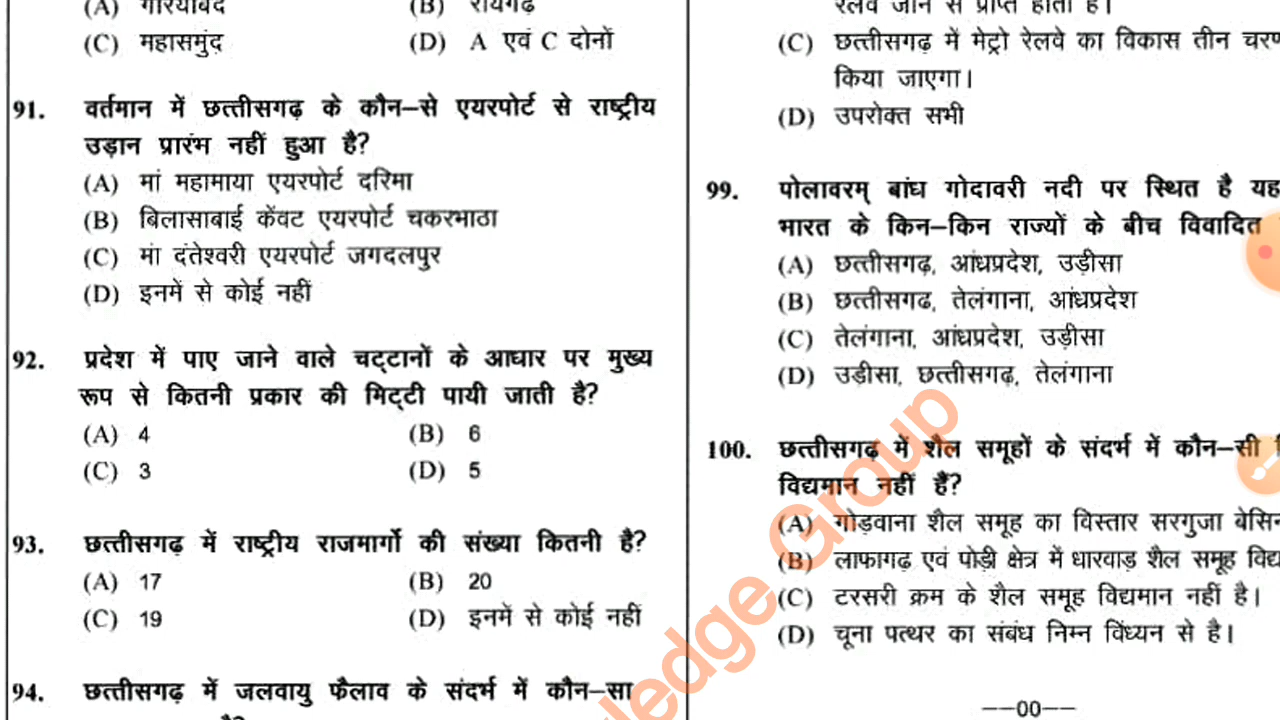 (A) गरियाबंद (B) रायगढ़
(C) महासमुंद (D) A एवं C दोनों
91. वर्तमान में छत्तीसगढ़ के कौन–से एयरपोर्ट से राष्ट्रीय
उड़ान प्रारंभ नहीं हुआ है?
(A) मां महामाया एयरपोर्ट दरिमा
(B) बिलासाबाई केंवट एयरपोर्ट चकरभाठा
(C) मां दंतेश्वरी एयरपोर्ट जगदलपुर
(D) इनमें से कोई नहीं
92. प्रदेश में पाए जाने वाले चट्टानों के आधार पर मुख्य
रूप से कितनी प्रकार की मिट्टी पायी जाती है?
(A) 4 (B) 6
(C) 3 (D) 5
93. छत्तीसगढ़ में राष्ट्रीय राजमार्गो की संख्या कितनी है?
(A) 17 (B) 20
(C) 19 (D) इनमें से कोई नहीं
94. छत्तीसगढ़ में जलवायु फैलाव के संदर्भ में कौन–सा
रेलवे जोन से प्राप्त होता है।
(C) छत्तीसगढ़ में मेट्रो रेलवे का विकास तीन
किया जाएगा।
(D) उपरोक्त सभी
99. पोलावरम् बांध गोदावरी नदी पर स्थित है यह
भारत के किन–किन राज्यों के बीच विवादित
(A) छत्तीसगढ़, आंधप्रदेश, उड़ीसा
(B) छत्तीसगढ, तेलंगाना, आंधप्रदेश
(C) तेलंगाना, आंधप्रदेश, उड़ीसा
(D) उड़ीसा, छत्तीसगढ़, तेलंगाना
100. छत्तीसगढ़ में शैल समूहों के संदर्भ में कौन–सी
विद्यमान नहीं हैं?
(A) गोड़वाना शैल समूह का विस्तार सरगुजा बेसिन
(B) लाफागढ़ एवं पोड़ी क्षेत्र में धारवाड़ शैल समूह
(C) टरसरी क्रम के शैल समूह विद्यमान नहीं है।
(D) चूना पत्थर का संबंध निम्न विंध्यन से है।
——00——
Group